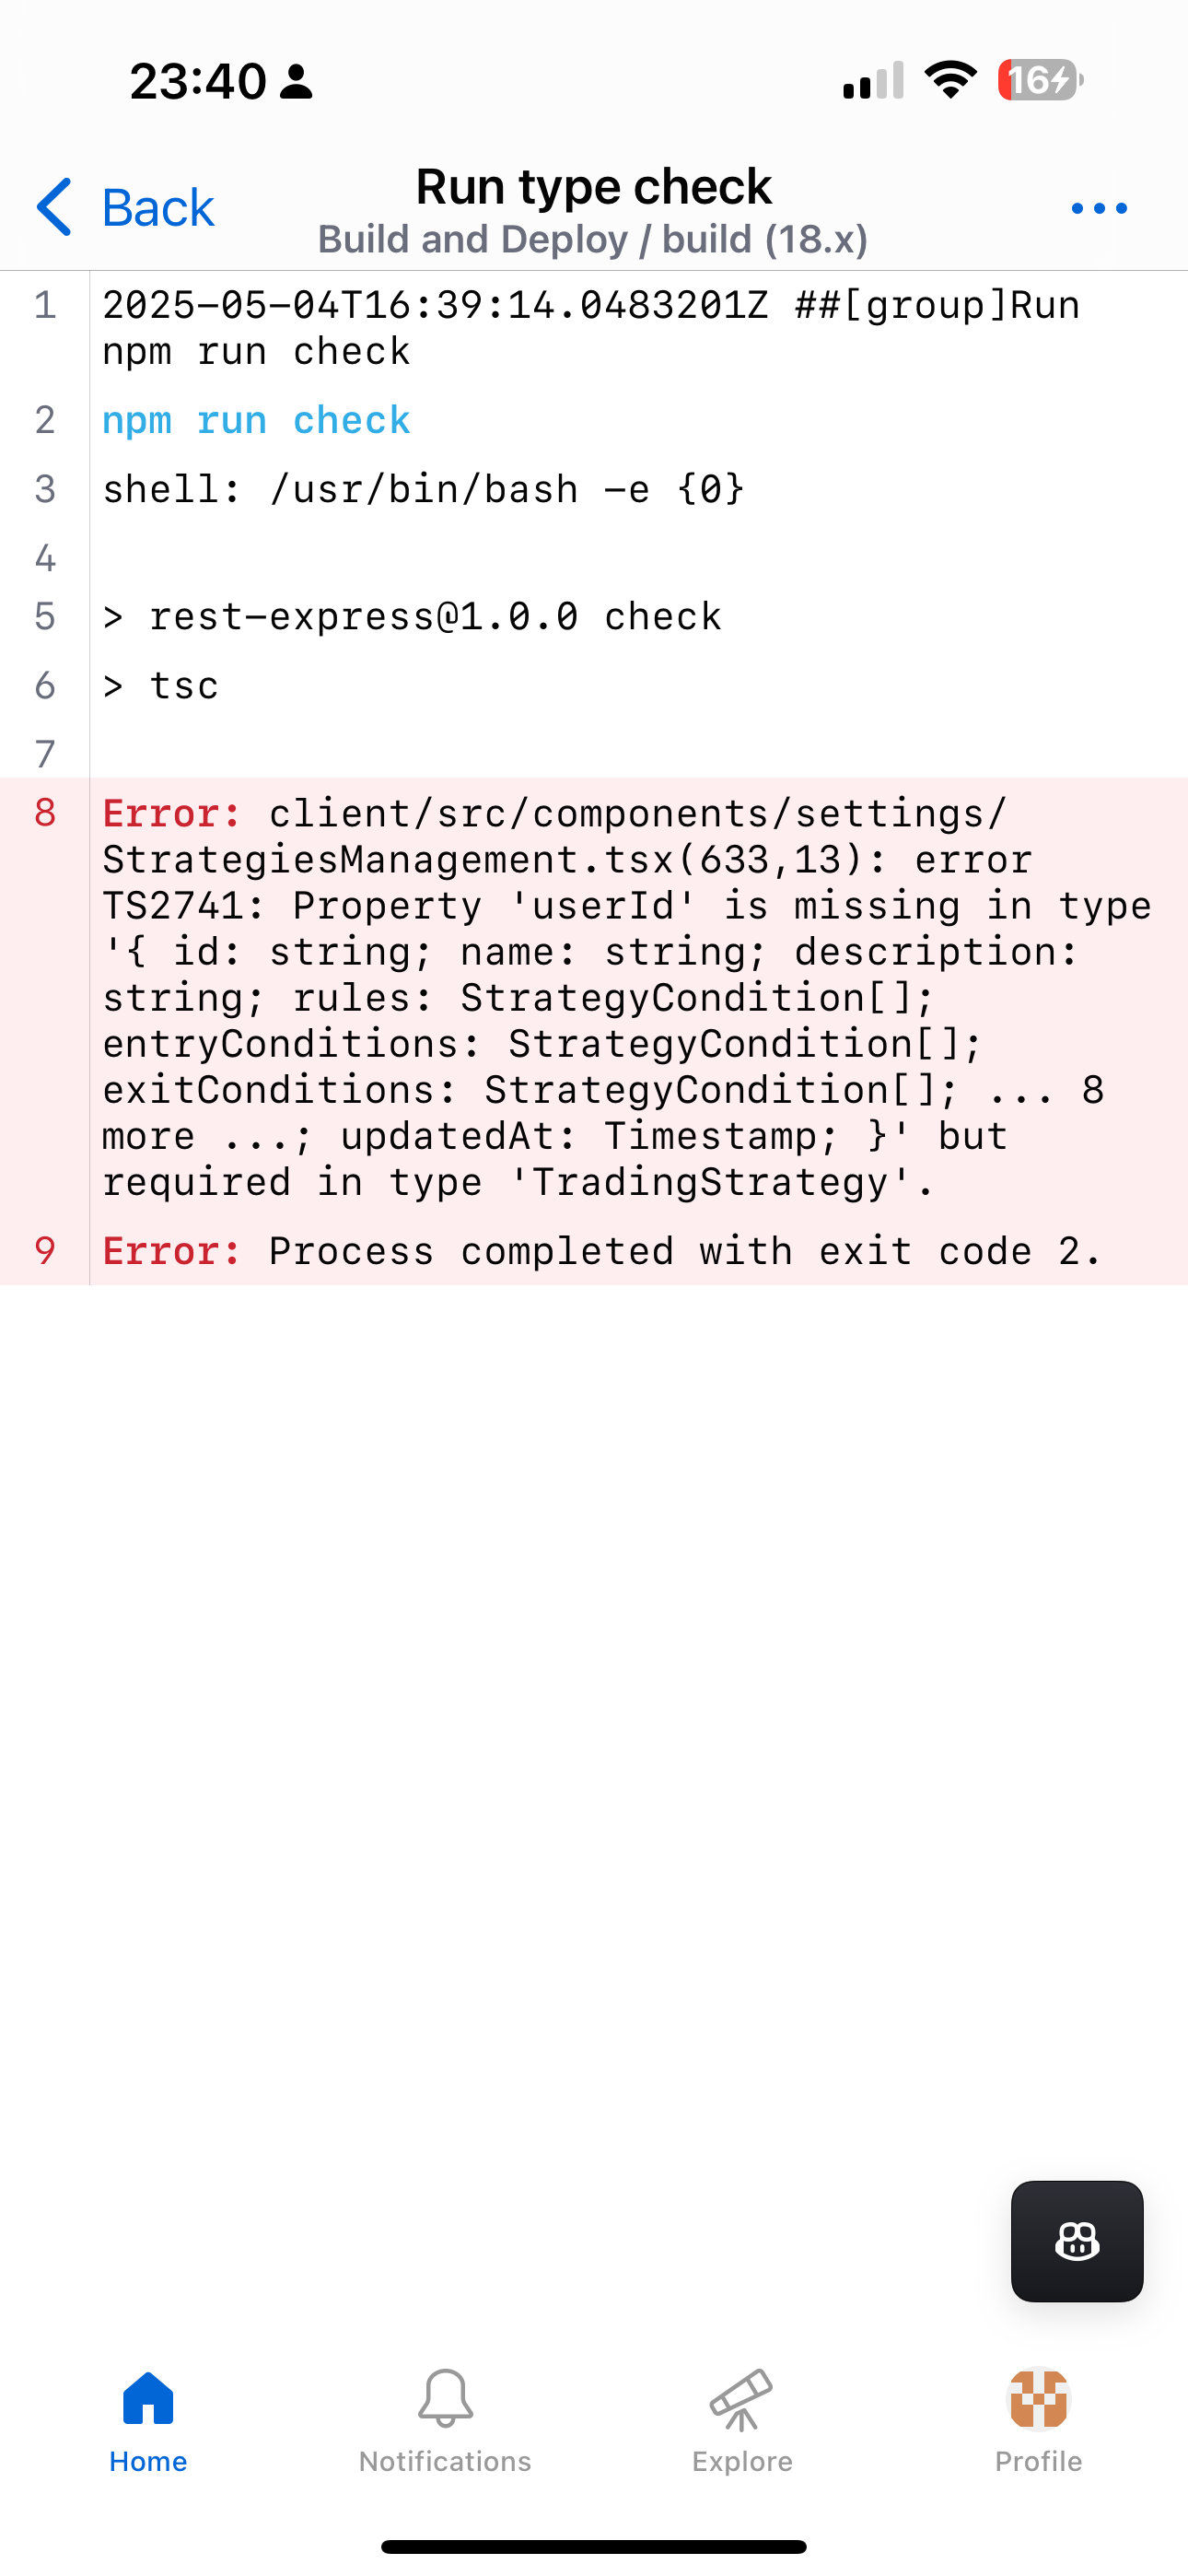 23:40
16
Back
Run type check
Build and Deploy / build (18.x)
1 2025-05-04T16:39:14.0483201Z ##[group]Run
npm run check
2 npm run check
3 shell: /usr/bin/bash -e {0}
4
5 > rest-express@1.0.0 check
6 > tsc
7
8 Error: client/src/components/settings/
StrategiesManagement.tsx(633,13): error
TS2741: Property 'userId' is missing in type
'{ id: string; name: string; description:
string; rules: StrategyCondition[];
entryConditions: StrategyCondition[];
exitConditions: StrategyCondition[]; ... 8
more ...; updatedAt: Timestamp; }' but
required in type 'TradingStrategy'.
9 Error: Process completed with exit code 2.
Home
Notifications
Explore
Profile